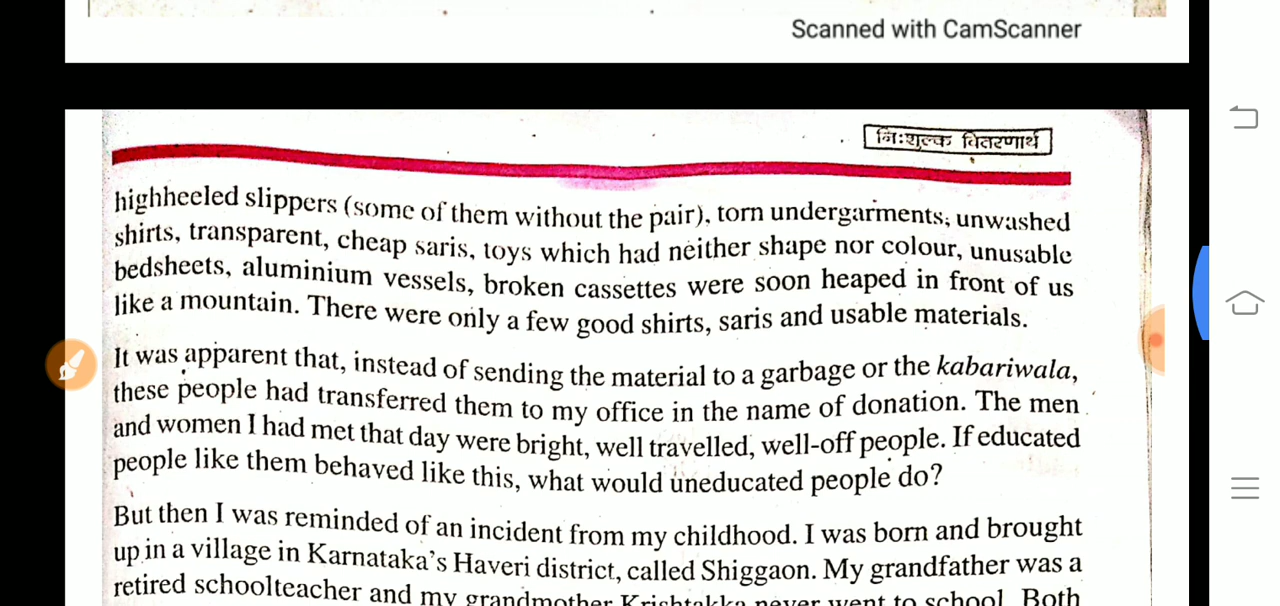 Scanned with CamScanner
निःशुल्क वितरणार्थ
highheeled slippers (some of them without the pair), torn undergarments, unwashed
shirts, transparent, cheap saris, toys which had neither shape nor colour, unusable
bedsheets, aluminium vessels, broken cassettes were soon heaped in front of us
like a mountain. There were only a few good shirts, saris and usable materials.
It was apparent that, instead of sending the material to a garbage or the kabariwala,
these people had transferred them to my office in the name of donation. The men
and women I had met that day were bright, well travelled, well-off people. If educated
people like them behaved like this, what would uneducated people do?
But then I was reminded of an incident from my childhood. I was born and brought
up in a village in Karnataka's Haveri district, called Shiggaon. My grandfather was a
retired schoolteacher and my grandmother Krishtakka never went to school. Both